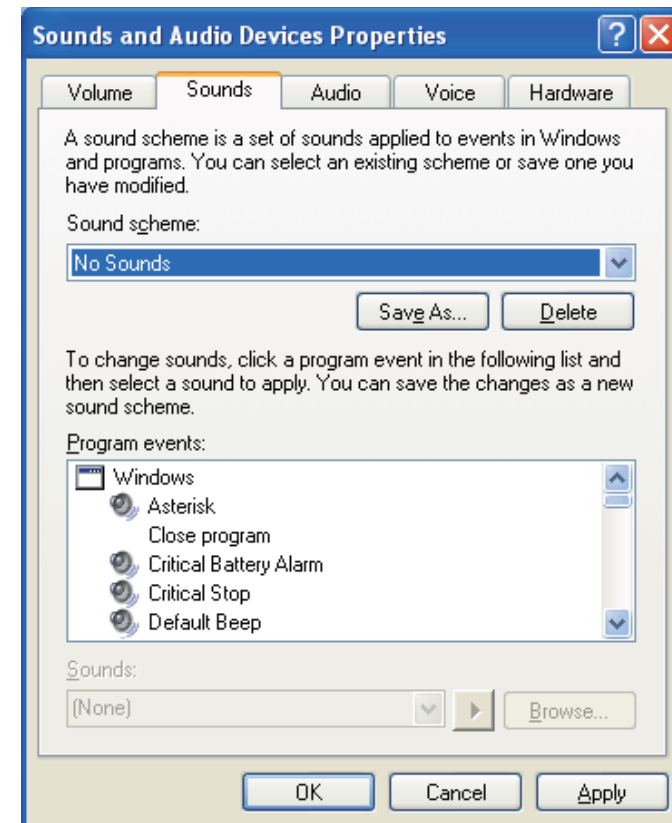 Sounds and Audio Devices Properties
Volume Sounds Audio Voice Hardware
A sound scheme is a set of sounds applied to events in Windows
and programs. You can select an existing scheme or save one you
have modified.
Sound scheme:
No Sounds
Save As... Delete
To change sounds, click a program event in the following list and
then select a sound to apply. You can save the changes as a new
sound scheme.
Program events:
Windows
Asterisk
Close program
Critical Battery Alarm
Critical Stop
Default Beep
Sounds:
(None) Browse...
OK Cancel Apply